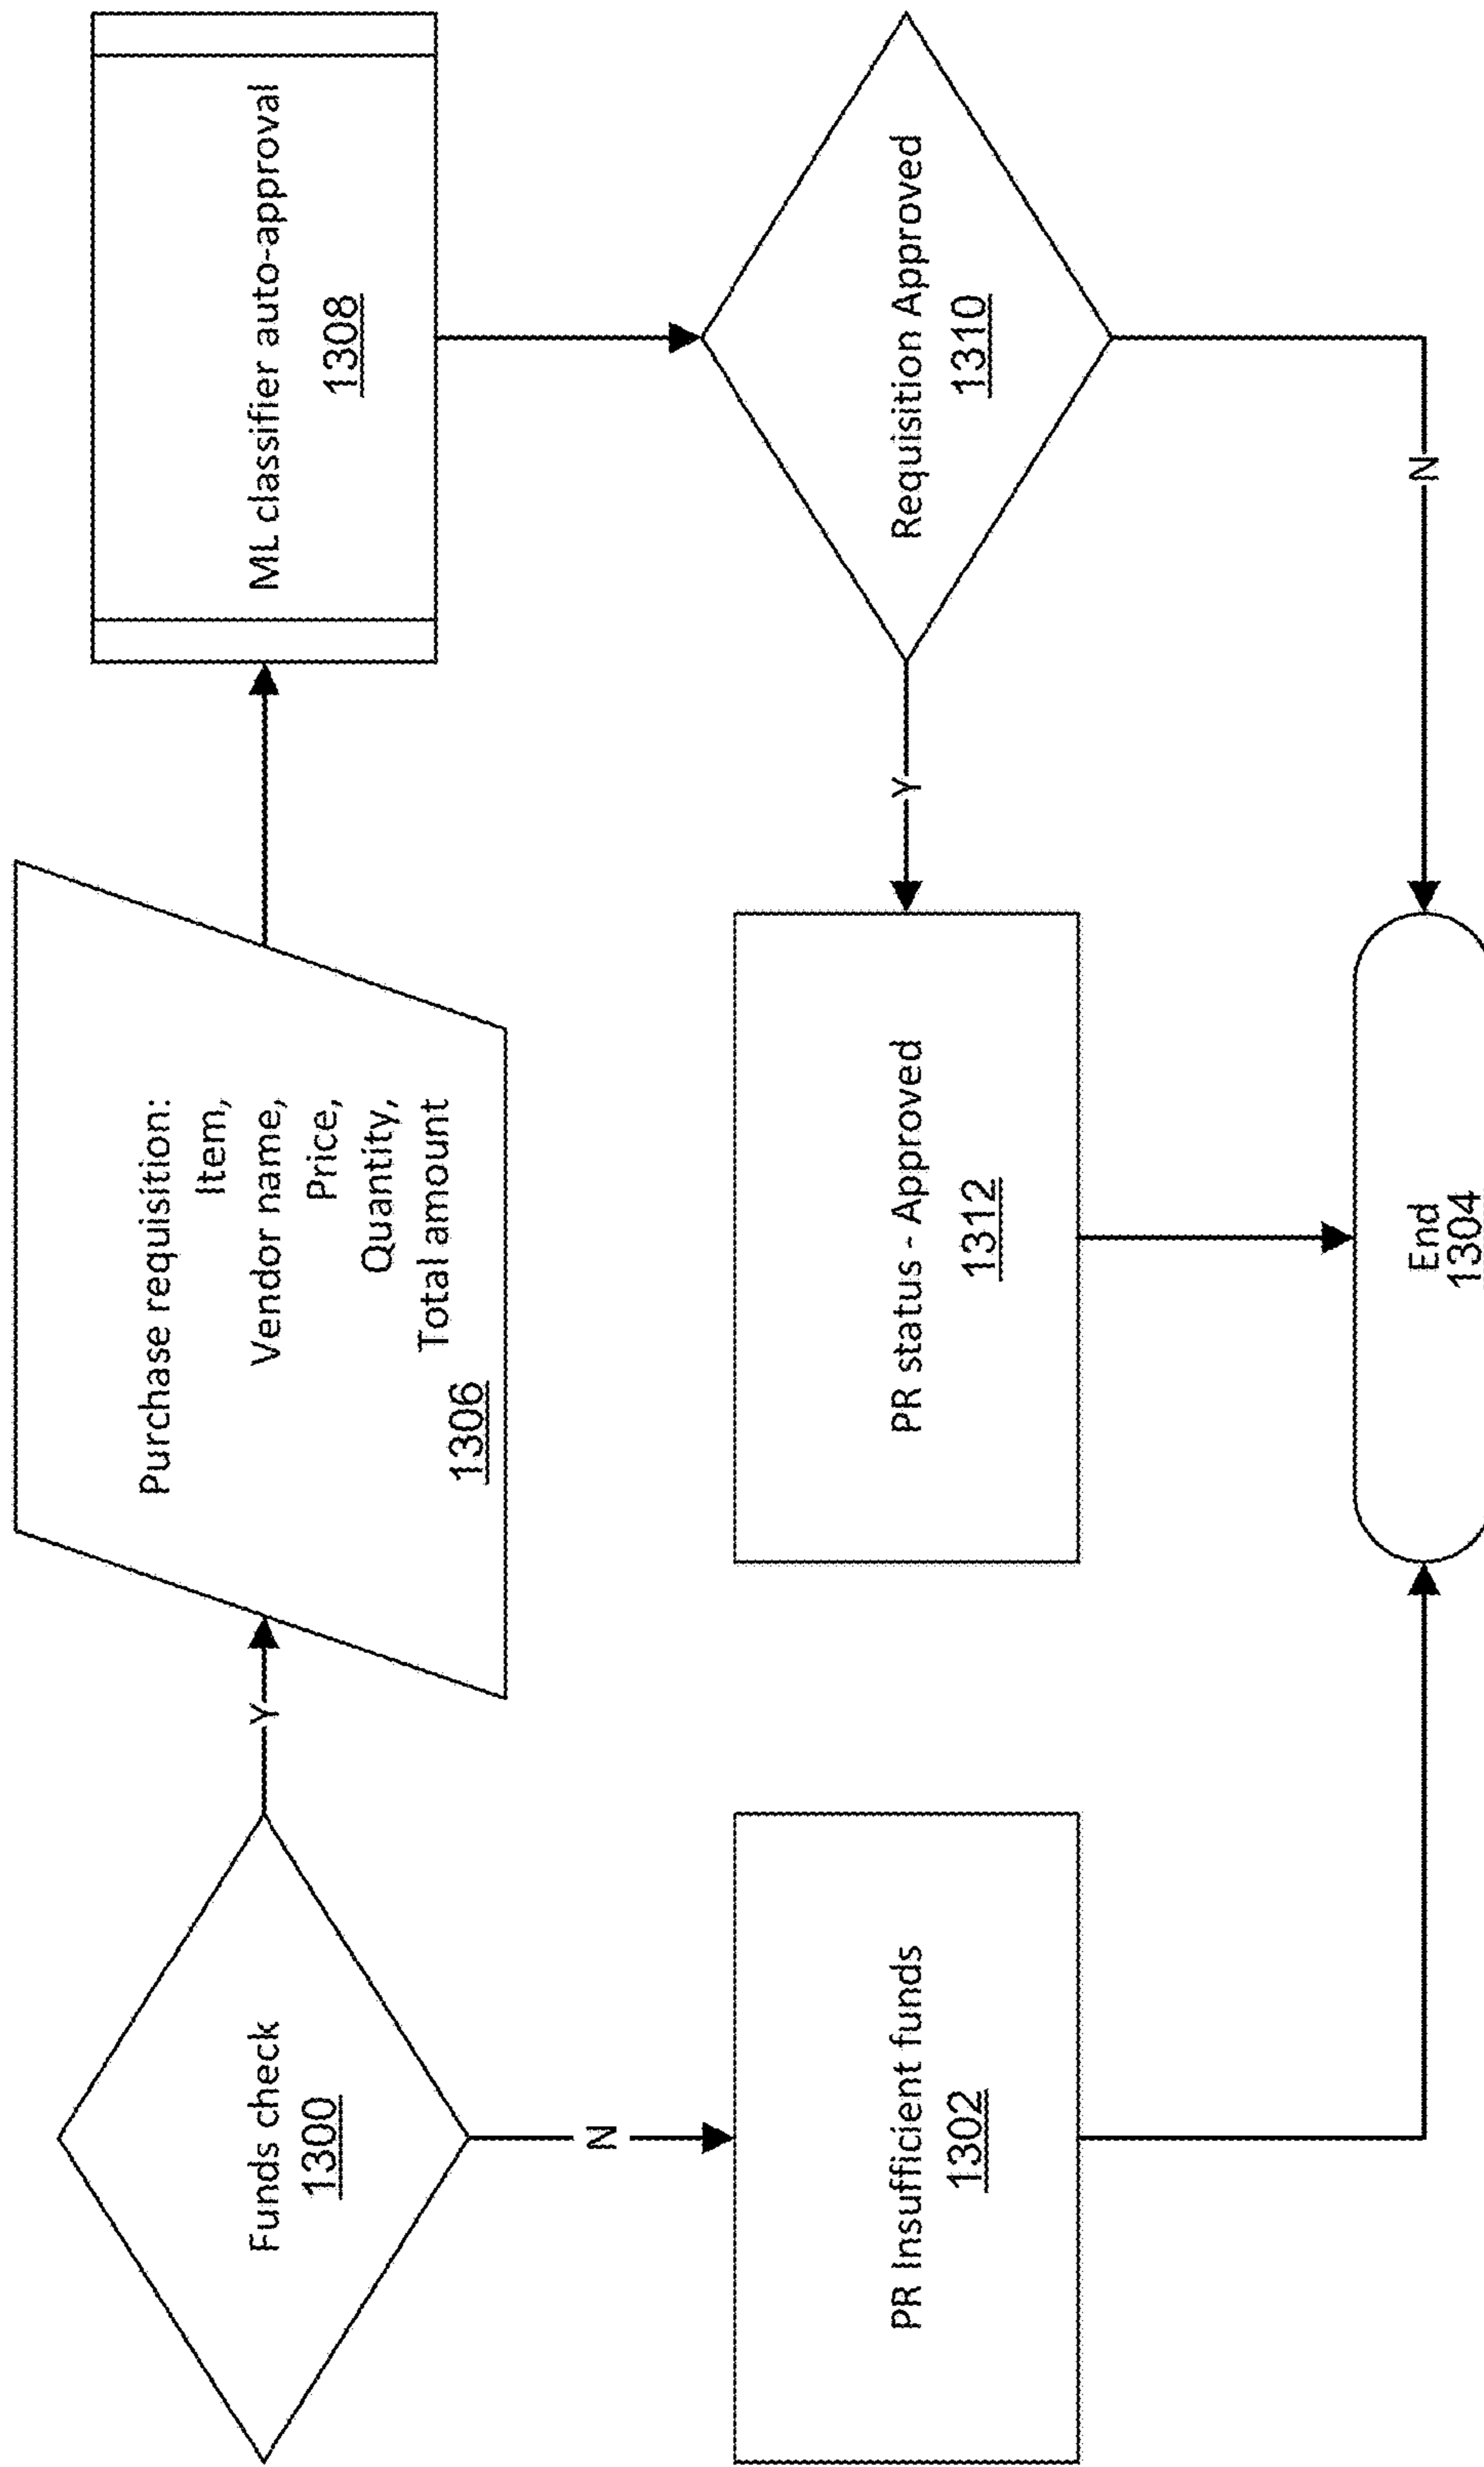 Funds check
1300
Y
Purchase requisition:
Item,
Vendor name,
Price,
Quantity,
Total amount
1306
ML classifier auto-approval
1308
N
PR Insufficient funds
1302
PR status - Approved
1312
Y
Requisition Approved
1310
End
1304
N